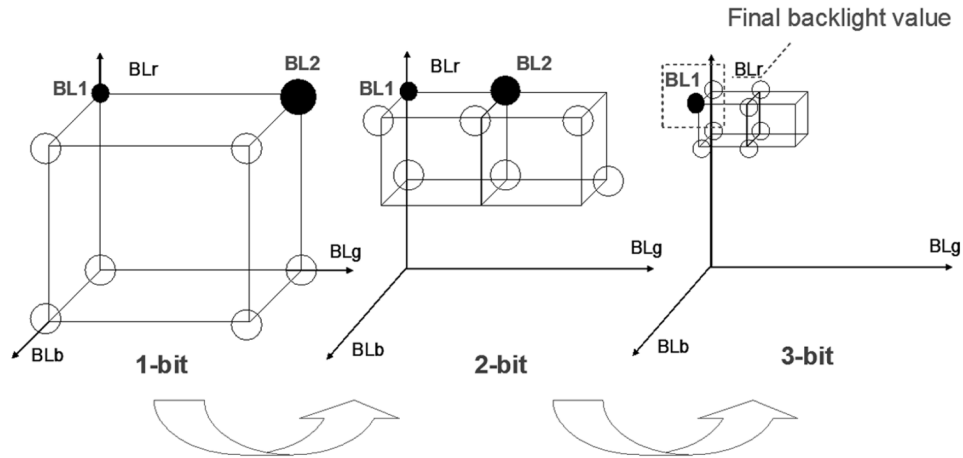 Final backlight value
BLr
BL1
BL2
BLg
BLb
1-bit
BLr
BL1
BL2
BLg
BLb
2-bit
BLr
BL1
BLg
BLb
3-bit